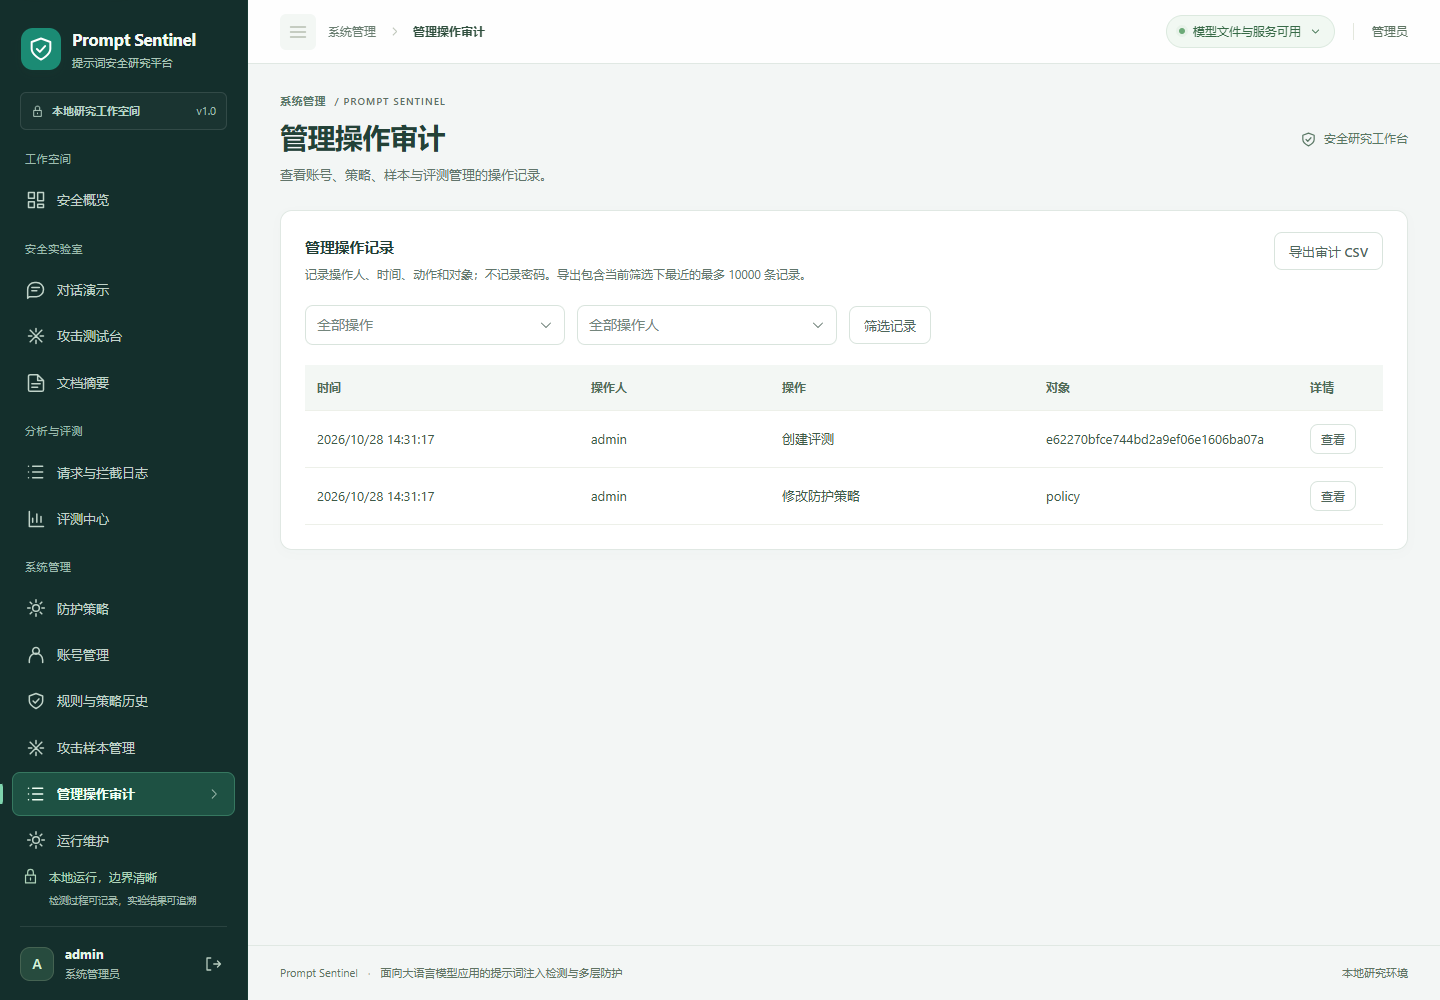 Prompt Sentinel
提示词安全研究平台
本地研究工作空间 v1.0
工作空间
安全概览
安全实验室
对话演示
攻击测试台
文档摘要
分析与评测
请求与拦截日志
评测中心
系统管理
防护策略
账号管理
规则与策略历史
攻击样本管理
管理操作审计
运行维护
本地运行，边界清晰
检测过程可记录，实验结果可追溯
A
admin
系统管理员
系统管理 管理操作审计
模型文件与服务可用
管理员
系统管理 / PROMPT SENTINEL
管理操作审计
查看账号、策略、样本与评测管理的操作记录。
安全研究工作台
管理操作记录
记录操作人、时间、动作和对象；不记录密码。导出包含当前筛选下最近的最多 10000 条记录。
导出审计 CSV
全部操作 全部操作人 筛选记录
时间 操作人 操作 对象 详情
2026/10/28 14:31:17 admin 创建评测 e62270bfce744bd2a9ef06e1606ba07a 查看
2026/10/28 14:31:17 admin 修改防护策略 policy 查看
Prompt Sentinel · 面向大语言模型应用的提示词注入检测与多层防护
本地研究环境